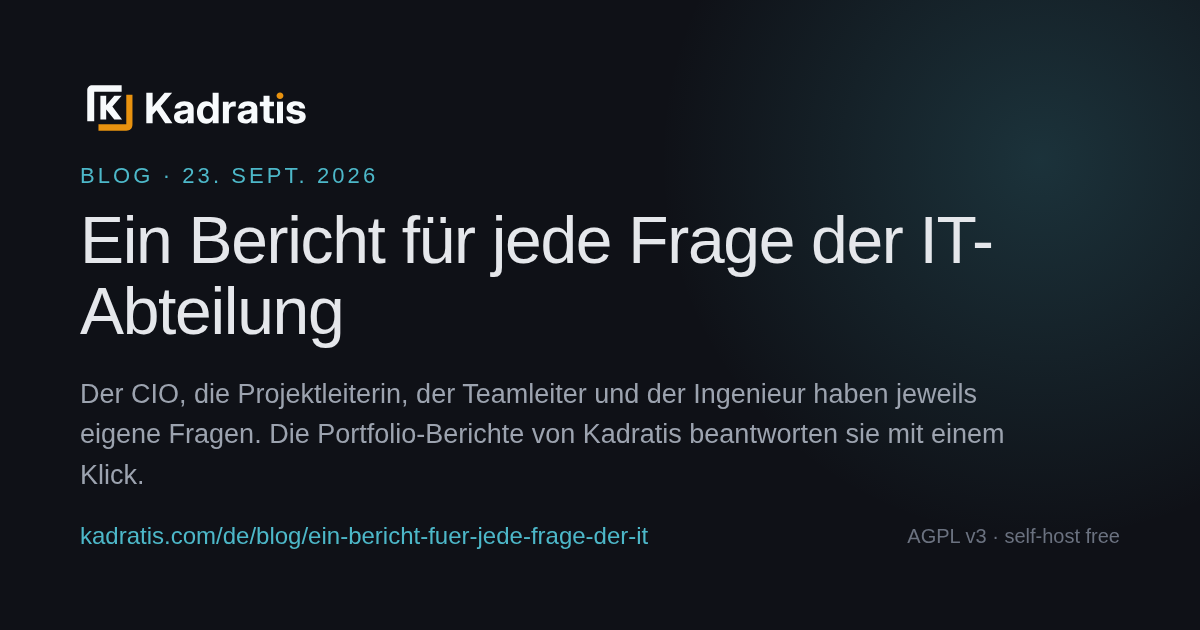 Kadratis
BLOG · 23. SEPT. 2026
Ein Bericht für jede Frage der IT-
Abteilung
Der CIO, die Projektleiterin, der Teamleiter und der Ingenieur haben jeweils
eigene Fragen. Die Portfolio-Berichte von Kadratis beantworten sie mit einem
Klick.
kadratis.com/de/blog/ein-bericht-fuer-jede-frage-der-it
AGPL v3 · self-host free